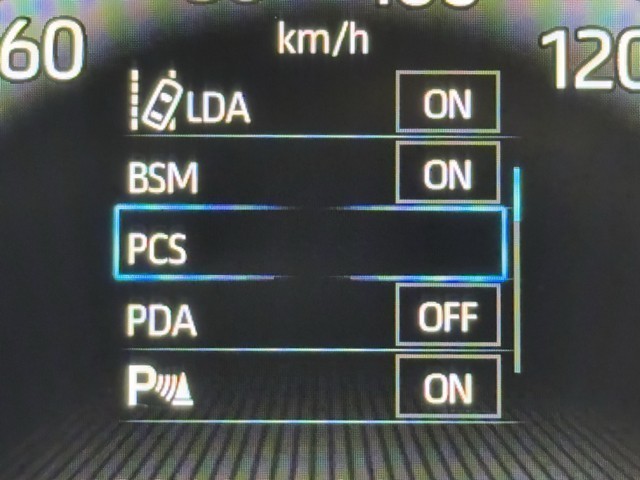 km/h
60
120
LDA ON
BSM ON
PCS
PDA OFF
P ON